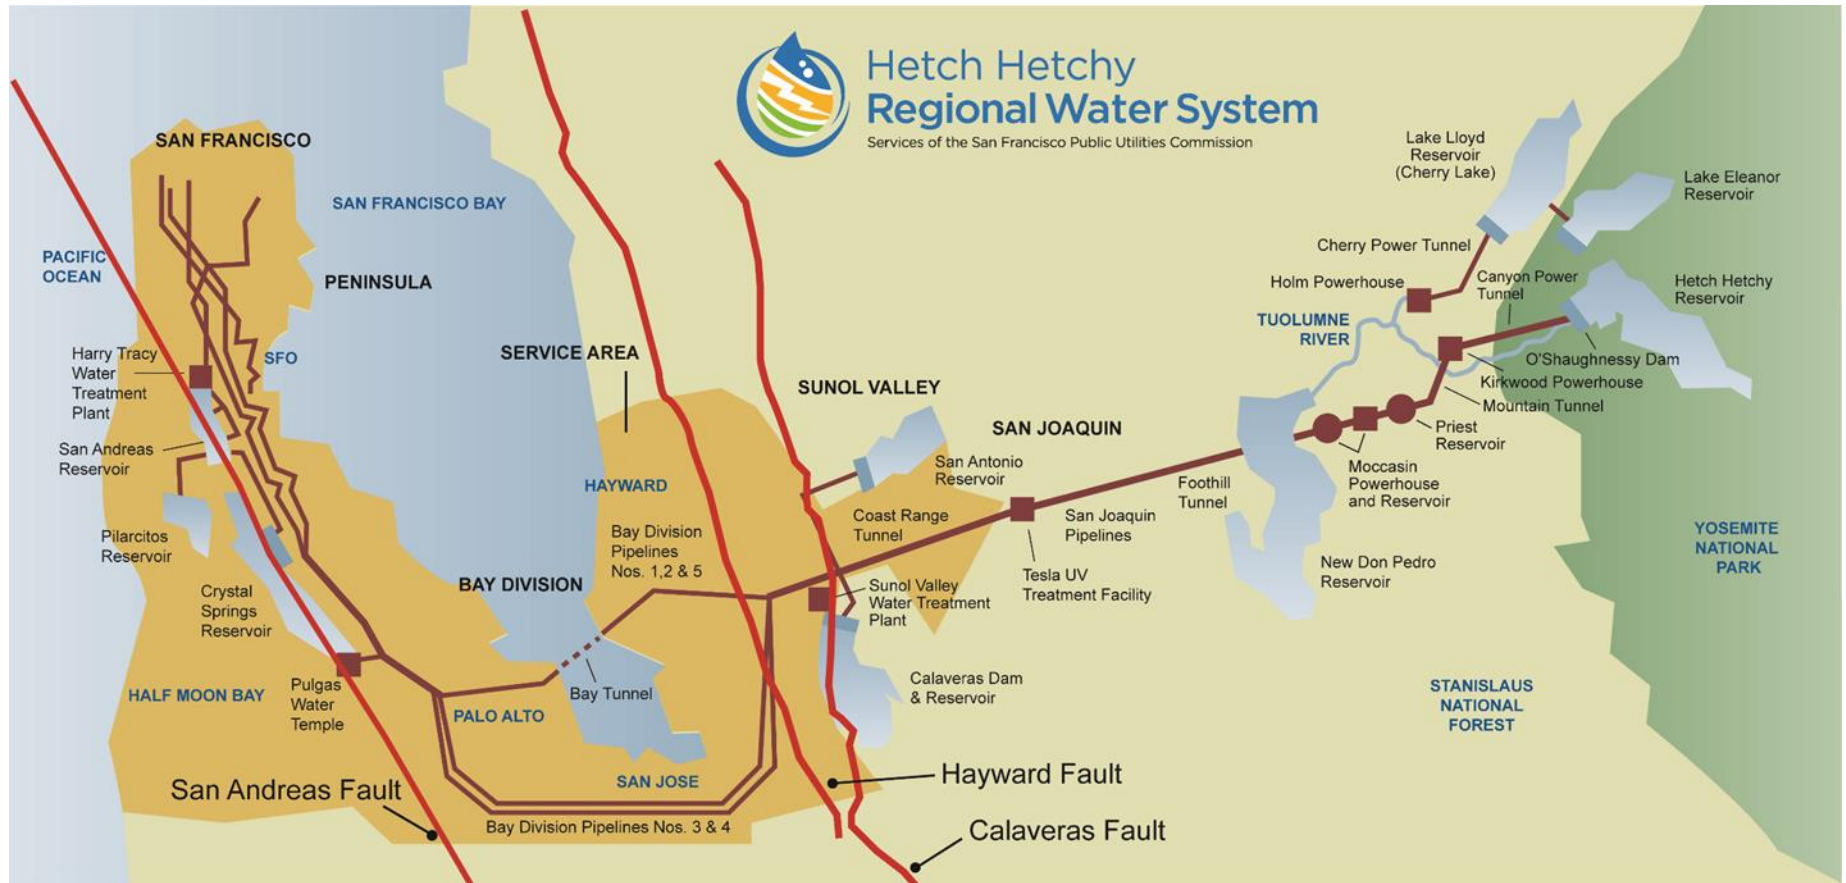 Hetch Hetchy
Regional Water System
Services of the San Francisco Public Utilities Commission
SAN FRANCISCO
SAN FRANCISCO BAY
PACIFIC
OCEAN
PENINSULA
SFO
Harry Tracy
Water
Treatment
Plant
San Andreas
Reservoir
Pilarcitos
Reservoir
Crystal
Springs
Reservoir
HALF MOON BAY
Pulgas
Water
Temple
San Andreas Fault
SERVICE AREA
HAYWARD
Bay Division
Pipelines
Nos. 1,2 & 5
BAY DIVISION
Bay Tunnel
PALO ALTO
SAN JOSE
Bay Division Pipelines Nos. 3 & 4
SUNOL VALLEY
San Antonio
Reservoir
Coast Range
Tunnel
Sunol Valley
Water Treatment
Plant
Calaveras Dam
& Reservoir
Hayward Fault
Calaveras Fault
SAN JOAQUIN
San Joaquin
Pipelines
Tesla UV
Treatment Facility
Foothill
Tunnel
New Don Pedro
Reservoir
Moccasin
Powerhouse
and Reservoir
Priest
Reservoir
Mountain Tunnel
Kirkwood Powerhouse
O'Shaughnessy Dam
Canyon Power
Tunnel
TUOLUMNE
RIVER
Holm Powerhouse
Cherry Power Tunnel
Lake Lloyd
Reservoir
(Cherry Lake)
Lake Eleanor
Reservoir
Hetch Hetchy
Reservoir
YOSEMITE
NATIONAL
PARK
STANISLAUS
NATIONAL
FOREST